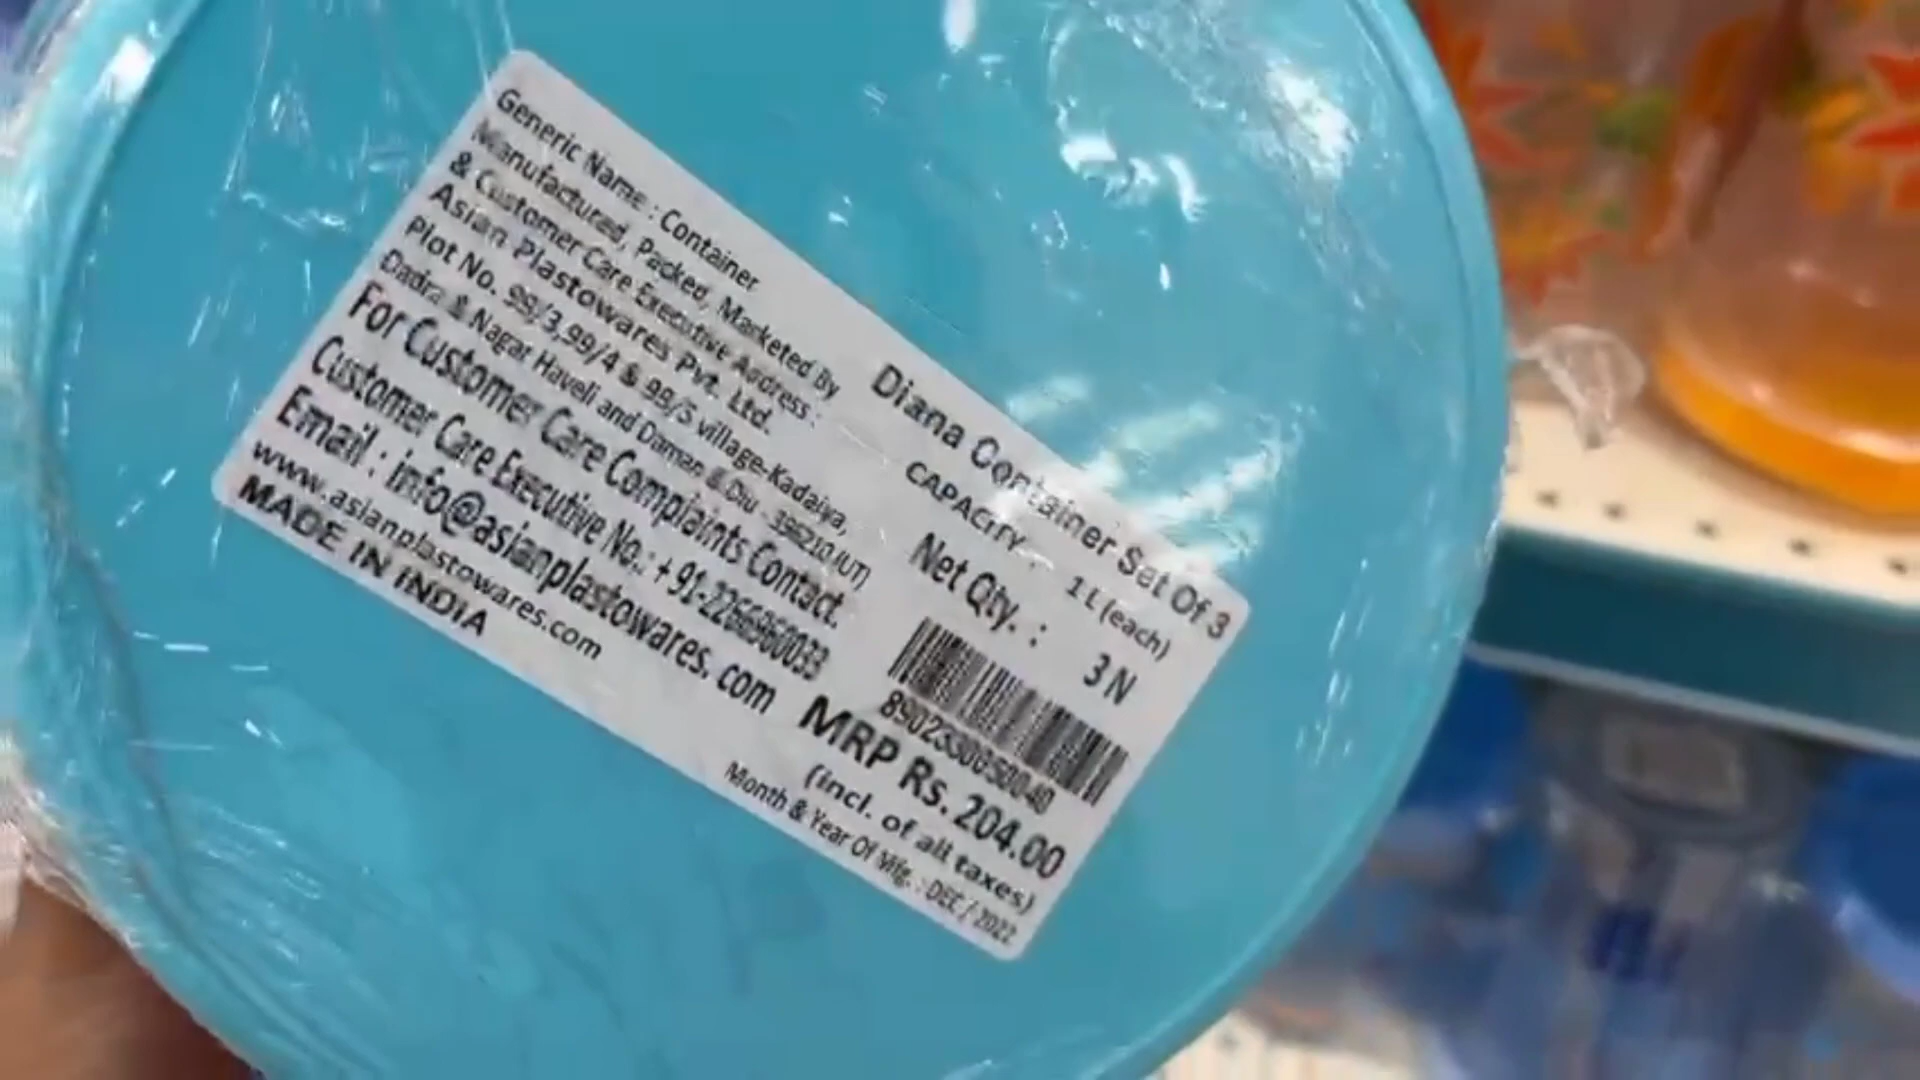 Generic Name : Container
Manufactured, Packed, Marketed By
& Customer Care Executive Address :
Asian Plastowares Pvt. Ltd.
Plot No. 99/3,99/4 & 99/5 village-Kadaiya,
Dadra & Nagar Haveli and Daman & Diu - 396210 (UT)
For Customer Care Complaints Contact.
Customer Care Executive No.: + 91-2266960033
Email : info@asianplastowares. com
www.asianplastowares.com
MADE IN INDIA
Diana Container Set Of 3
CAPACITY : 1 L (each)
Net Qty. : 3 N
MRP Rs. 204.00
(incl. of all taxes)
Month & Year Of Mfg. : DEC / 2022